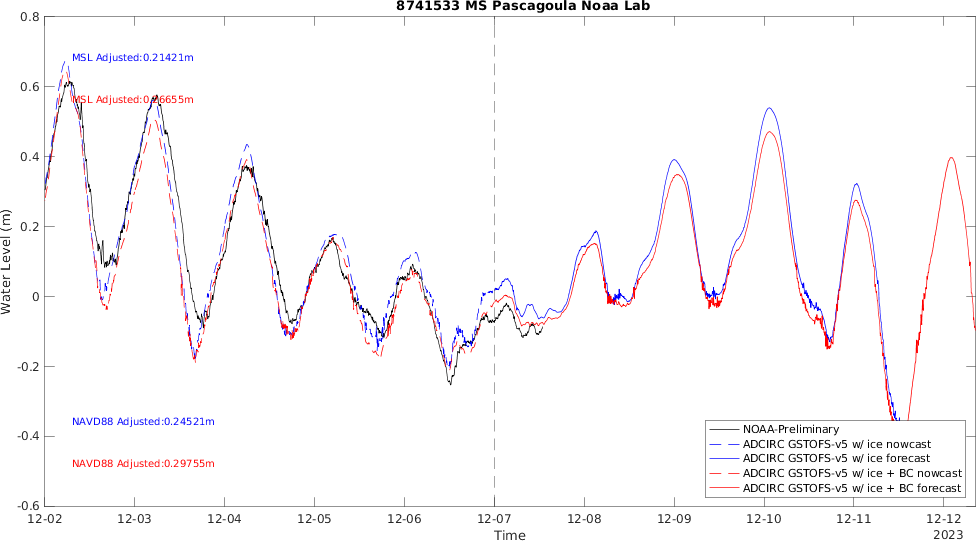 8741533 MS Pascagoula Noaa Lab
0.8
0.6
0.4
0.2
0
-0.2
-0.4
-0.6
Water Level (m)
MSL Adjusted:0.21421m
MSL Adjusted:0.26655m
NAVD88 Adjusted:0.24521m
NAVD88 Adjusted:0.29755m
NOAA-Preliminary
ADCIRC GSTOFS-v5 w/ ice nowcast
ADCIRC GSTOFS-v5 w/ ice forecast
ADCIRC GSTOFS-v5 w/ ice + BC nowcast
ADCIRC GSTOFS-v5 w/ ice + BC forecast
12-02 12-03 12-04 12-05 12-06 12-07 12-08 12-09 12-10 12-11 12-12
Time
2023